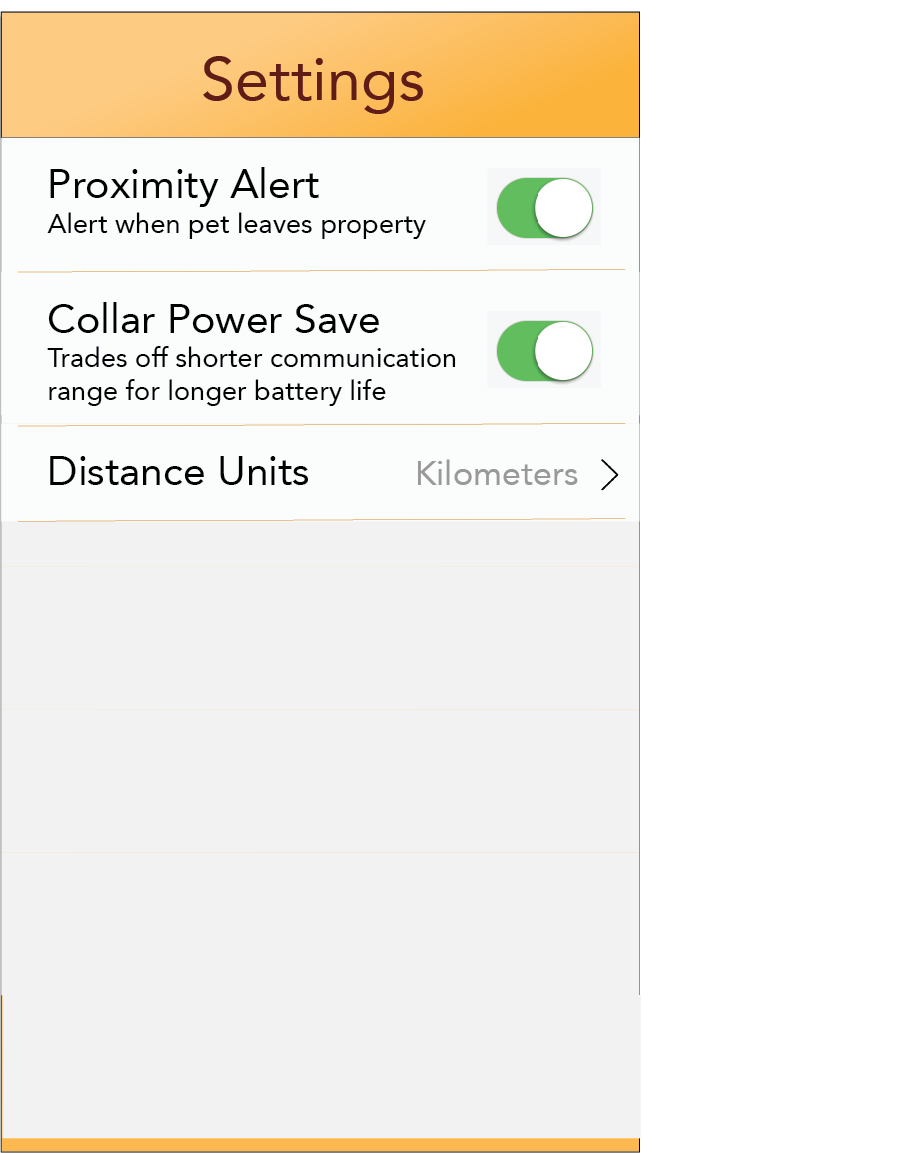 Settings
Proximity Alert
Alert when pet leaves property
Collar Power Save
Trades off shorter communication
range for longer battery life
Distance Units
Kilometers